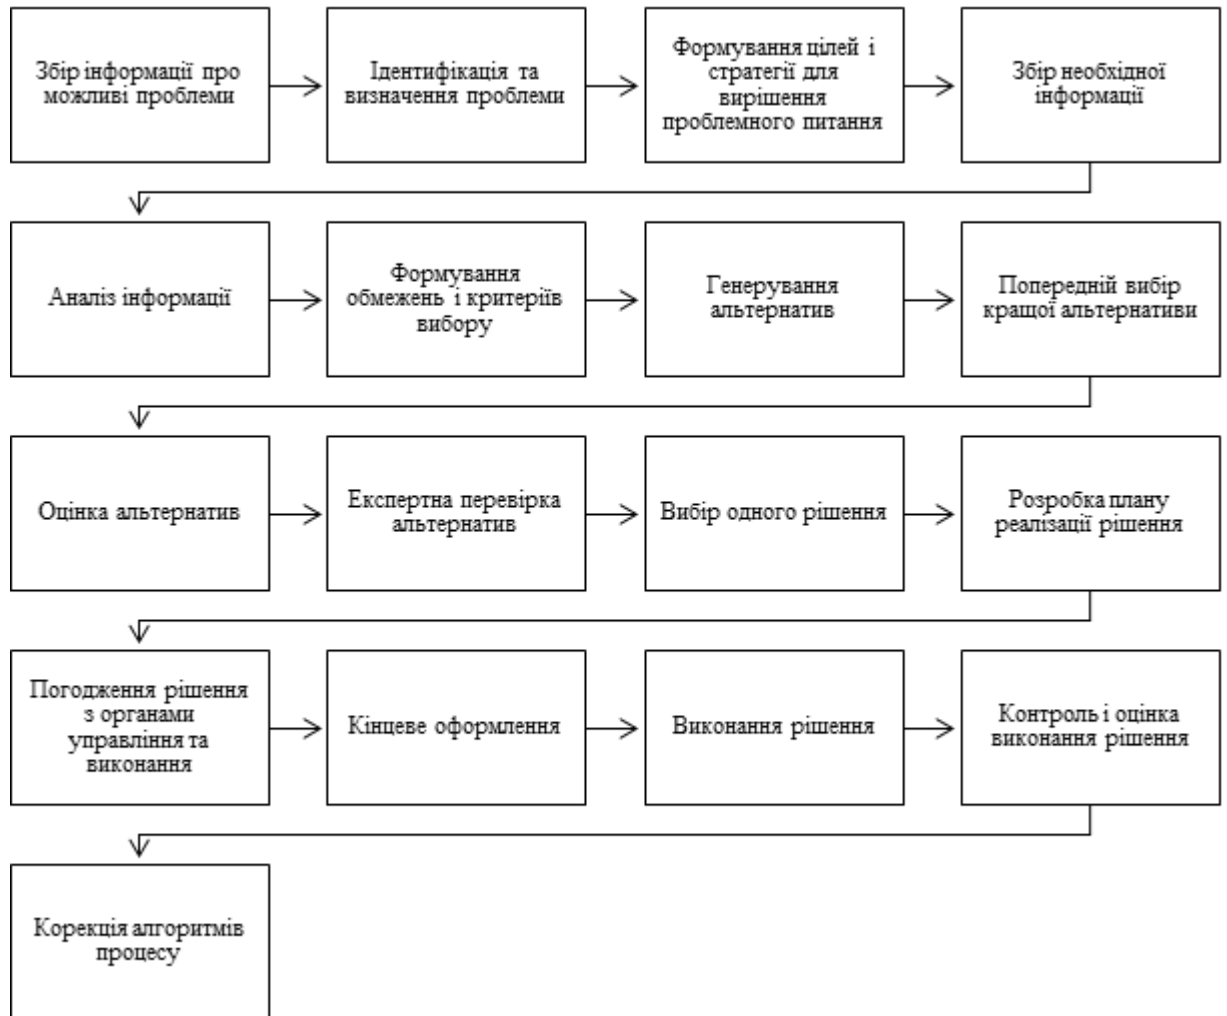 Збір інформації про
можливі проблеми
Ідентифікація та
визначення проблеми
Формування цілей і
стратегії для
вирішення
проблемного питання
Збір необхідної
інформації
Аналіз інформації
Формування
обмежень і критеріїв
вибору
Генерування
альтернатив
Попередній вибір
кращої альтернативи
Оцінка альтернатив
Експертна перевірка
альтернатив
Вибір одного рішення
Розробка плану
реалізації рішення
Погодження рішення
з органами
управління та
виконання
Кінцеве оформлення
Виконання рішення
Контроль і оцінка
виконання рішення
Корекція алгоритмів
процесу